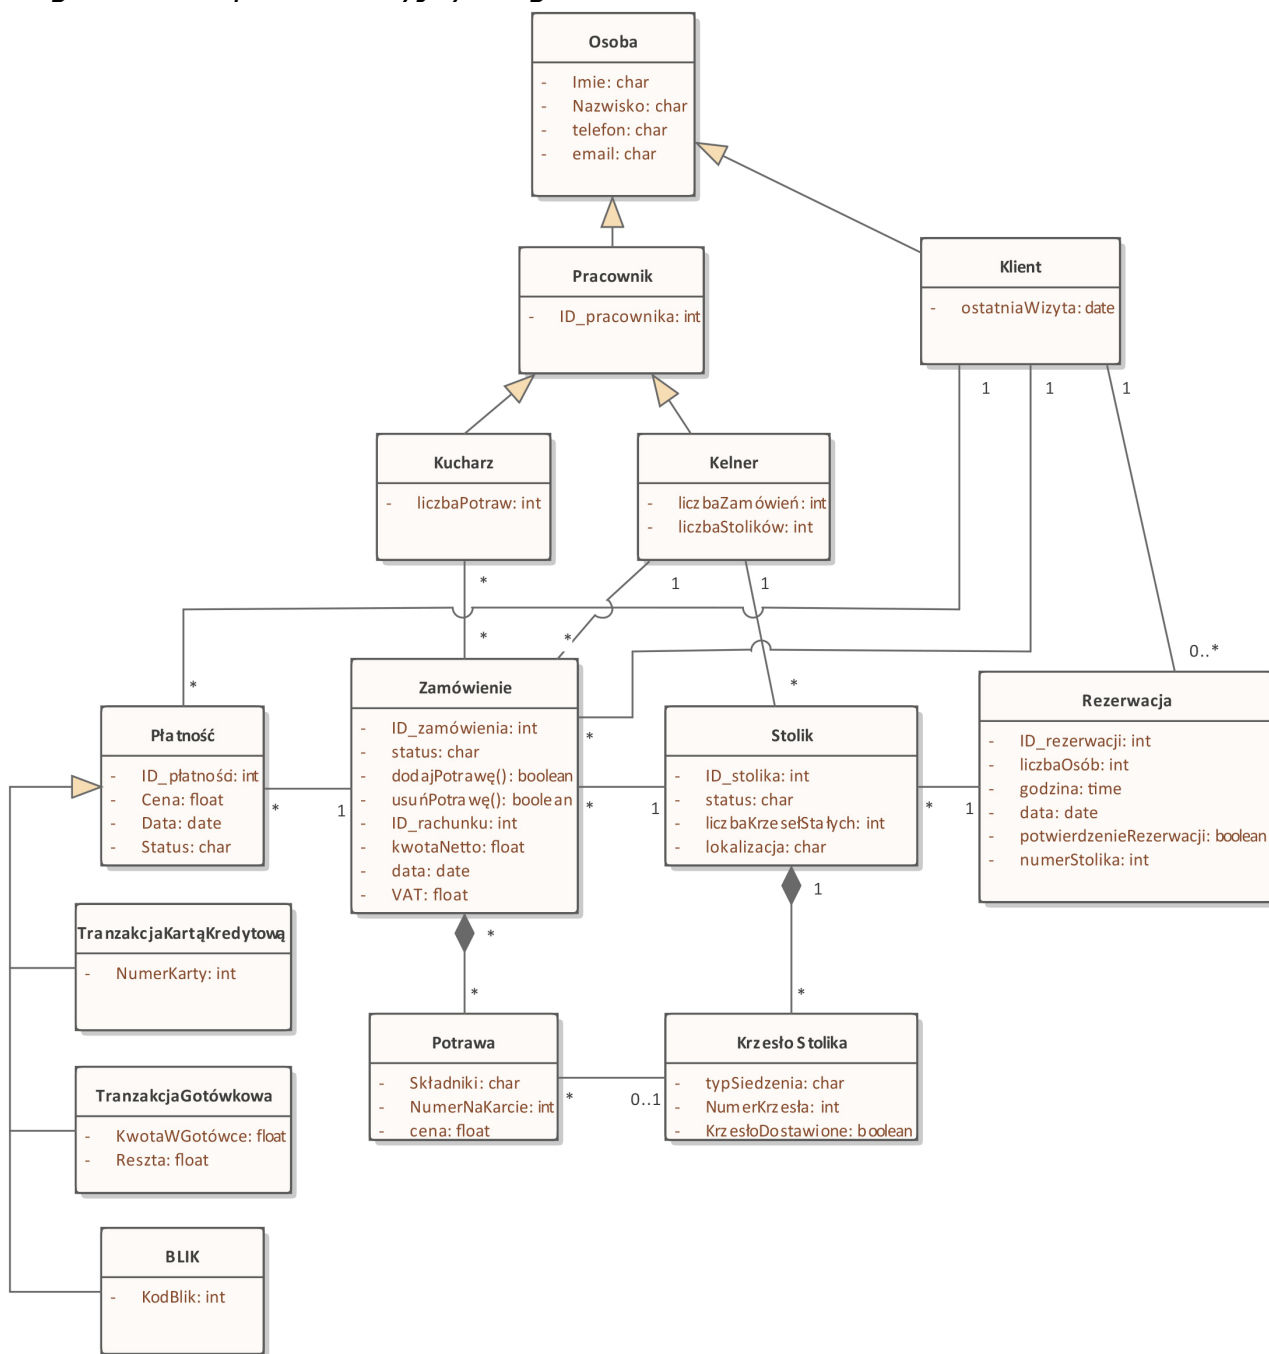 Osoba
- Imie: char
- Nazwisko: char
- telefon: char
- email: char
Pracownik
- ID_pracownika: int
Klient
- ostatniaWizyta: date
1
1
1
Kucharz
- liczbaPotraw: int
Kelner
- liczbaZamówień: int
- liczbaStolików: int
*
1
1
*
*
*
*
*
0..*
Płatność
- ID_płatności: int
- Cena: float
- Data: date
- Status: char
*
1
Zamówienie
- ID_zamówienia: int
- status: char
- dodajPotrawę(): boolean
- usuńPotrawę(): boolean
- ID_rachunku: int
- kwotaNetto: float
- data: date
- VAT: float
*
1
Stolik
- ID_stolika: int
- status: char
- liczbaKrzesełStałych: int
- lokalizacja: char
*
1
Rezerwacja
- ID_rezerwacji: int
- liczbaOsób: int
- godzina: time
- data: date
- potwierdzenieRezerwacji: boolean
- numerStolika: int
1
*
*
*
TranzakcjaKartąKredytową
- NumerKarty: int
Potrawa
- Składniki: char
- NumerNaKarcie: int
- cena: float
*
0..1
Krzesło Stolika
- typSiedzenia: char
- NumerKrzesła: int
- KrzesłoDostawione: boolean
TranzakcjaGotówkowa
- KwotaWGotówce: float
- Reszta: float
BLIK
- KodBlik: int